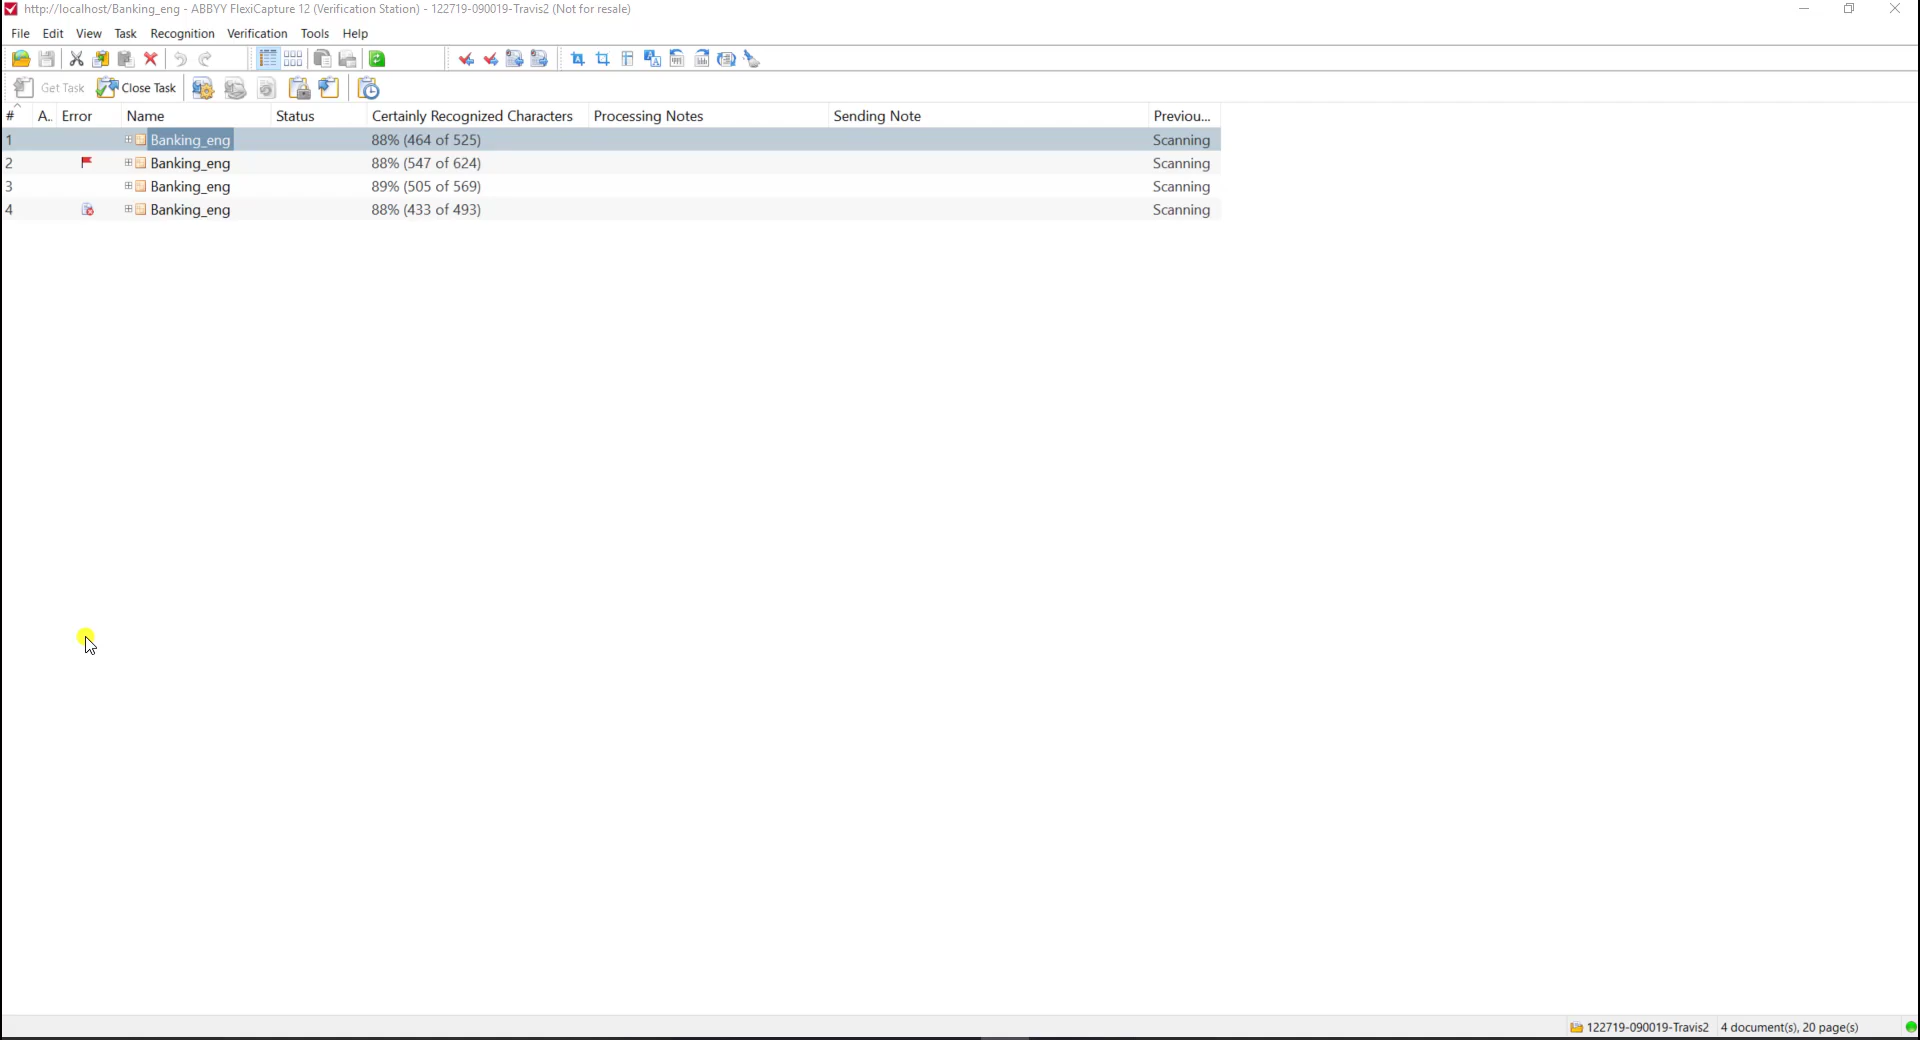 http://localhost/Banking_eng - ABBYY FlexiCapture 12 (Verification Station) - 122719-090019-Travis2 (Not for resale)
File Edit View Task Recognition Verification Tools Help
Get Task Close Task
# A.. Error Name Status Certainly Recognized Characters Processing Notes Sending Note Previou...
1 Banking_eng 88% (464 of 525) Scanning
2 Banking_eng 88% (547 of 624) Scanning
3 Banking_eng 89% (505 of 569) Scanning
4 Banking_eng 88% (433 of 493) Scanning
122719-090019-Travis2 4 document(s), 20 page(s)